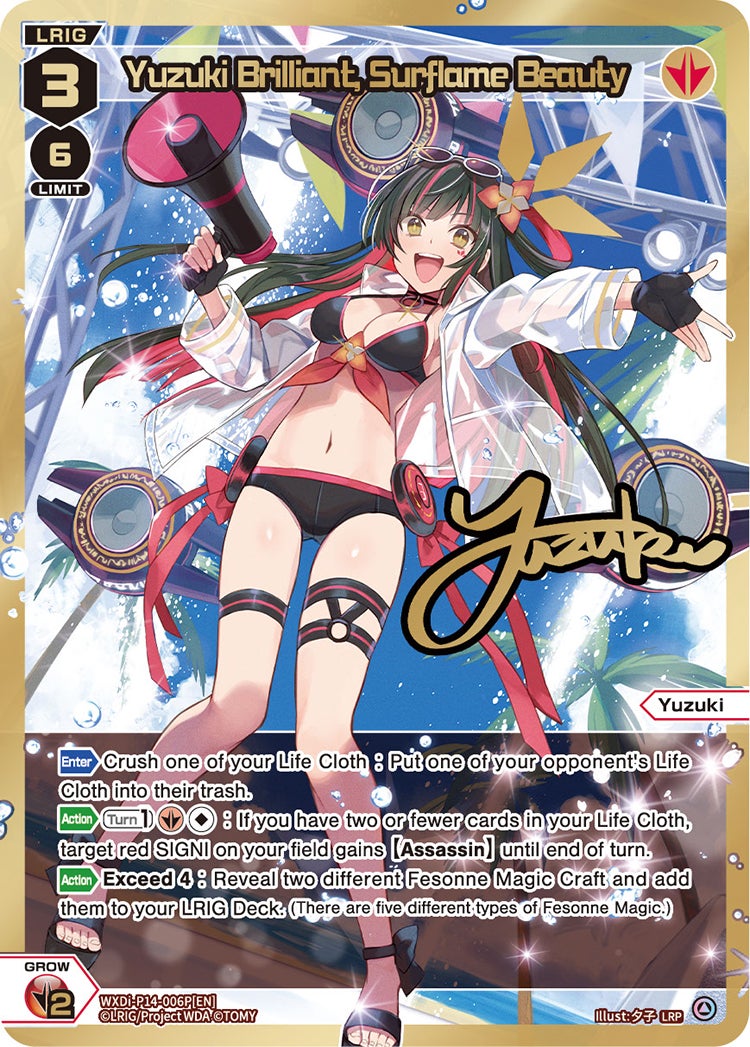 LRIG
3
Yuzuki Brilliant, Surflame Beauty
6
LIMIT
Yuzuki
Yuzuki
Enter Crush one of your Life Cloth : Put one of your opponent's Life
Cloth into their trash.
Action Turn 1 : If you have two or fewer cards in your Life Cloth,
target red SIGNI on your field gains 【Assassin】 until end of turn.
Action Exceed 4 : Reveal two different Fesonne Magic Craft and add
them to your LRIG Deck. (There are five different types of Fesonne Magic.)
GROW
2
WXDi-P14-006P[EN]
©LRIG/Project WDA ©TOMY
Illust:夕子 LRP